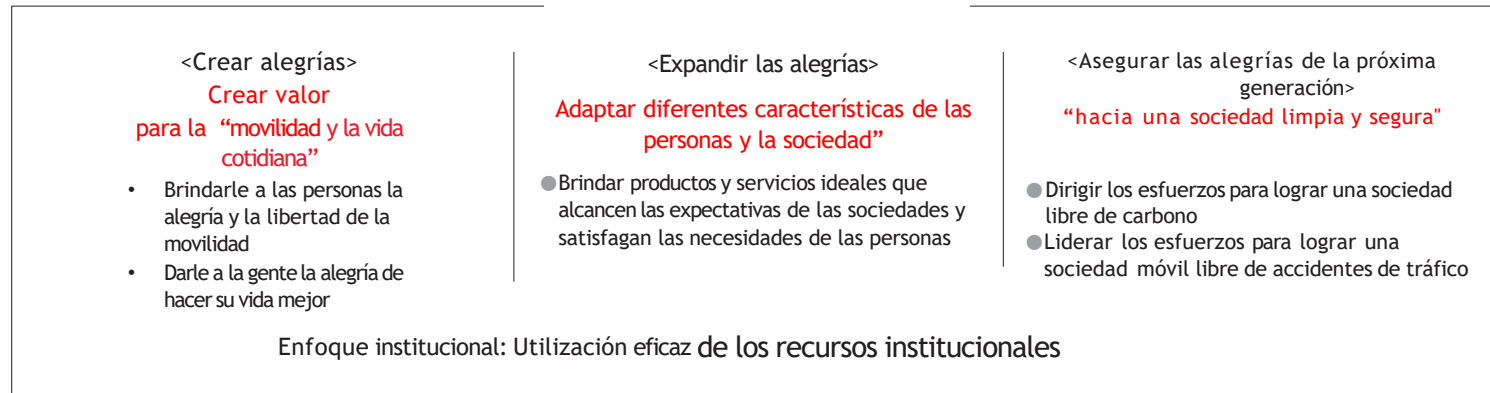 <Crear alegrías>
Crear valor
para la “movilidad y la vida
cotidiana”
• Brindarle a las personas la
alegría y la libertad de la
movilidad
• Darle a la gente la alegría de
hacer su vida mejor
<Expandir las alegrías>
Adaptar diferentes características de las
personas y la sociedad”
● Brindar productos y servicios ideales que
alcancen las expectativas de las sociedades y
satisfagan las necesidades de las personas
<Asegurar las alegrías de la próxima
generación>
“hacia una sociedad limpia y segura"
● Dirigir los esfuerzos para lograr una sociedad
libre de carbono
● Liderar los esfuerzos para lograr una
sociedad móvil libre de accidentes de tráfico
Enfoque institucional: Utilización eficaz de los recursos institucionales